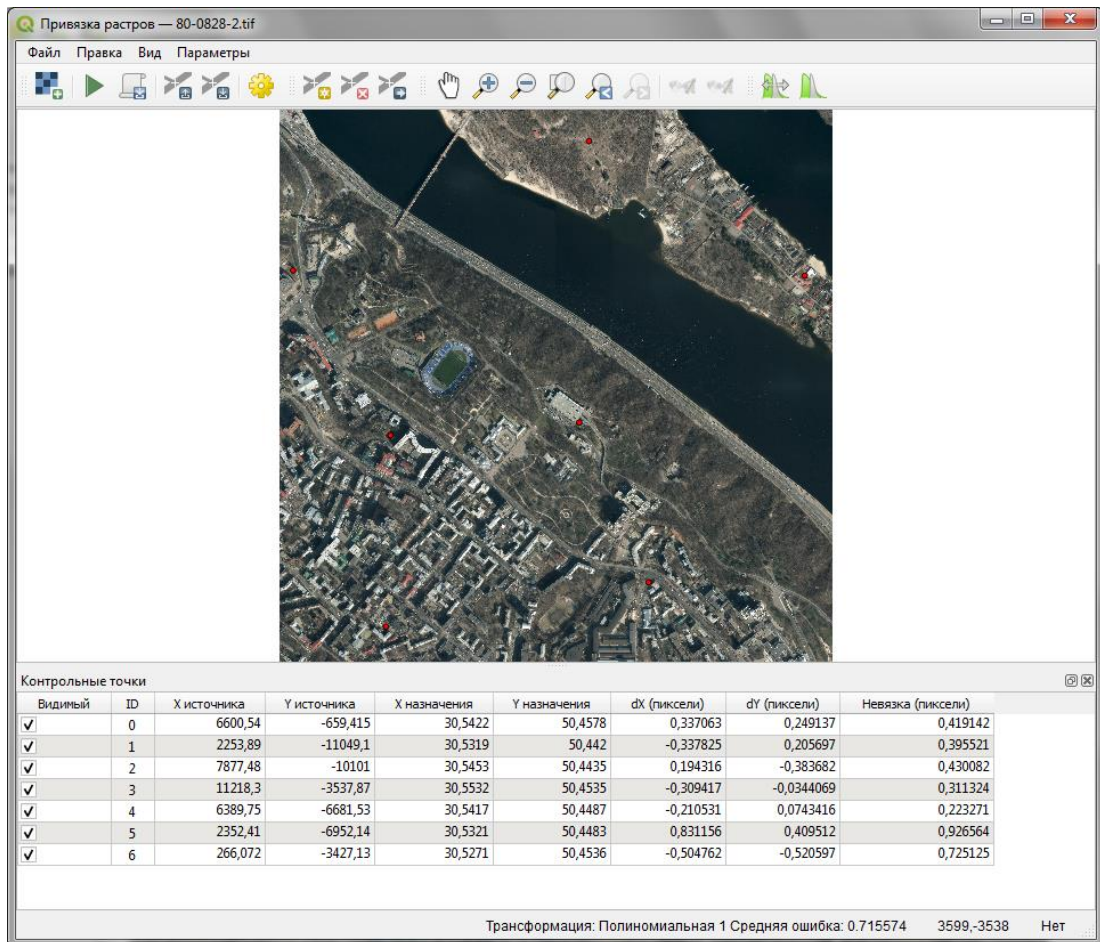 Привязка растров — 80-0828-2.tif
Файл Правка Вид Параметры
Контрольные точки
Видимый ID X источника Y источника X назначения Y назначения dX (пиксели) dY (пиксели) Невязка (пиксели)
0 6600,54 -659,415 30,5422 50,4578 0,337063 0,249137 0,419142
1 2253,89 -11049,1 30,5319 50,442 -0,337825 0,205697 0,395521
2 7877,48 -10101 30,5453 50,4435 0,194316 -0,383682 0,430082
3 11218,3 -3537,87 30,5532 50,4535 -0,309417 -0,0344069 0,311324
4 6389,75 -6681,53 30,5417 50,4487 -0,210531 0,0743416 0,223271
5 2352,41 -6952,14 30,5321 50,4483 0,831156 0,409512 0,926564
6 266,072 -3427,13 30,5271 50,4536 -0,504762 -0,520597 0,725125
Трансформация: Полиномиальная 1 Средняя ошибка: 0.715574 3599,-3538 Нет